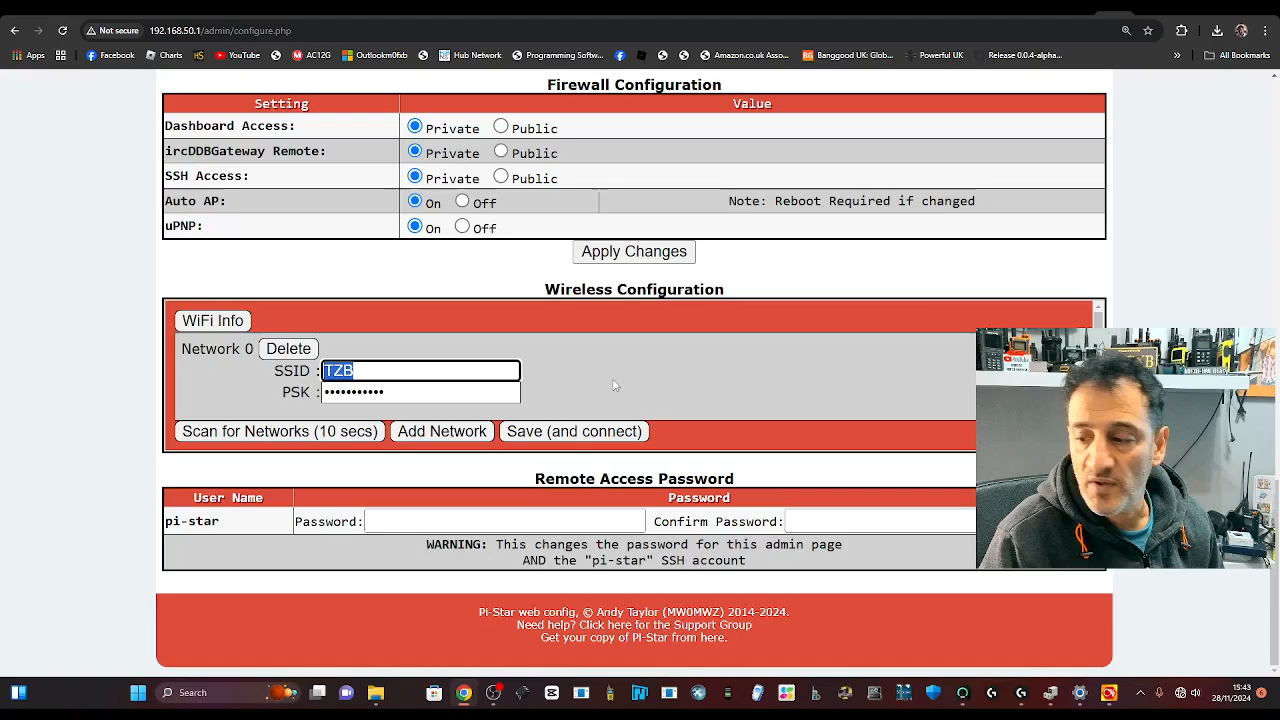 Not secure 192.168.50.1/admin/configure.php
Apps Facebook Charts HS YouTube AC12G Outlookm0fxb Hub Network Programming Softw... Amazon.co.uk Asso... BG Banggood UK: Glob... Powerful UK Release 0.0.4-alpha... » All Bookmarks
Firewall Configuration
Setting Value
Dashboard Access: Private Public
ircDDBGateway Remote: Private Public
SSH Access: Private Public
Auto AP: On Off Note: Reboot Required if changed
uPNP: On Off
Apply Changes
Wireless Configuration
WiFi Info
Network 0 Delete
SSID : TZB
PSK : •••••••••••
Scan for Networks (10 secs) Add Network Save (and connect)
Remote Access Password
User Name Password
pi-star Password: Confirm Password:
WARNING: This changes the password for this admin page
AND the "pi-star" SSH account
Pi-Star web config, © Andy Taylor (MW0MWZ) 2014-2024.
Need help? Click here for the Support Group
Get your copy of Pi-Star from here.
Search
15:43
28/11/2024